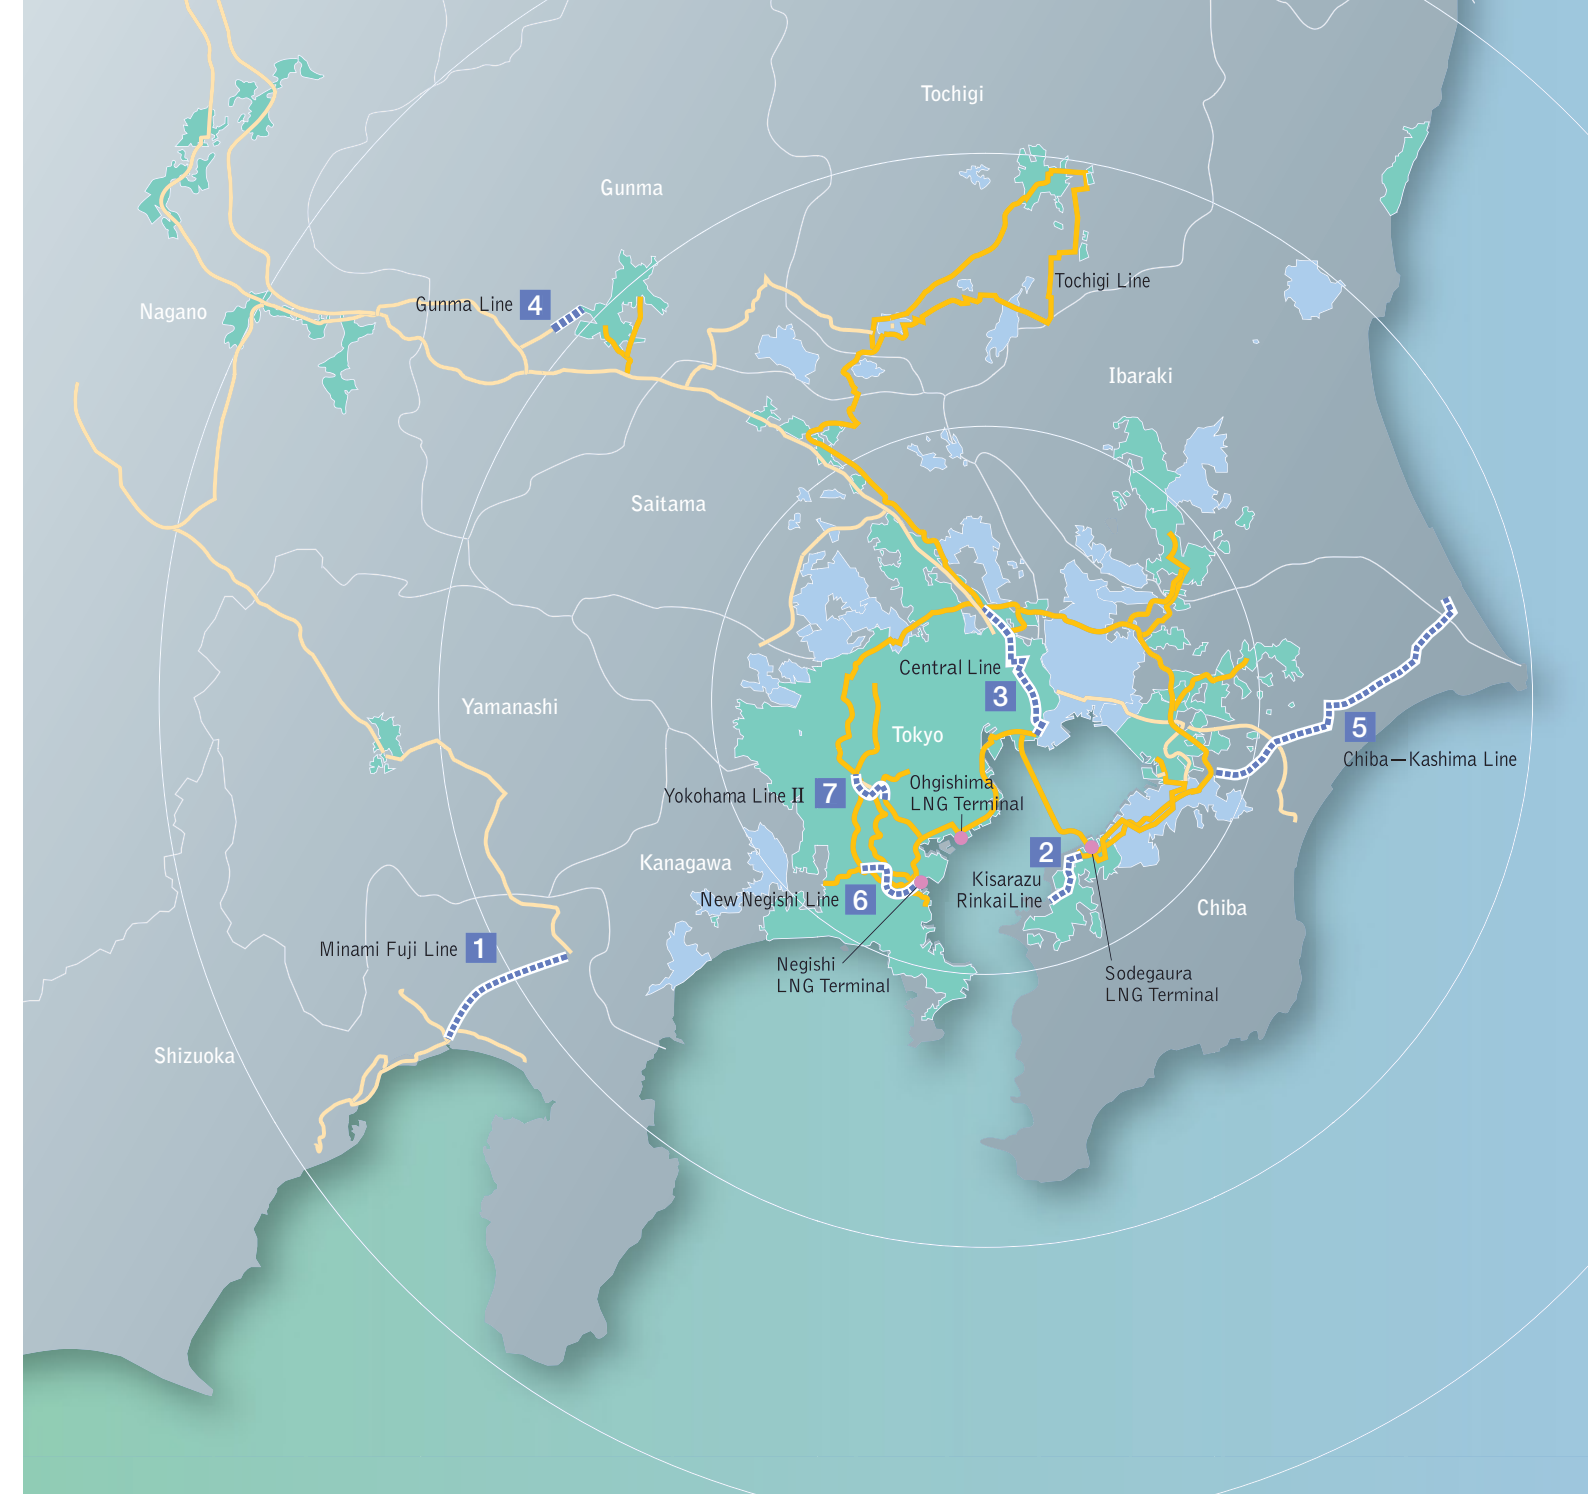 Tochigi
Gunma
Tochigi Line
Nagano
Gunma Line 4
Ibaraki
Saitama
Central Line
3
Yamanashi
Tokyo
5
Chiba—Kashima Line
Ohgishima
LNG Terminal
Yokohama Line II 7
Kanagawa
2
Kisarazu
Rinkai Line
New Negishi Line 6
Chiba
Minami Fuji Line 1
Negishi
LNG Terminal
Sodegaura
LNG Terminal
Shizuoka